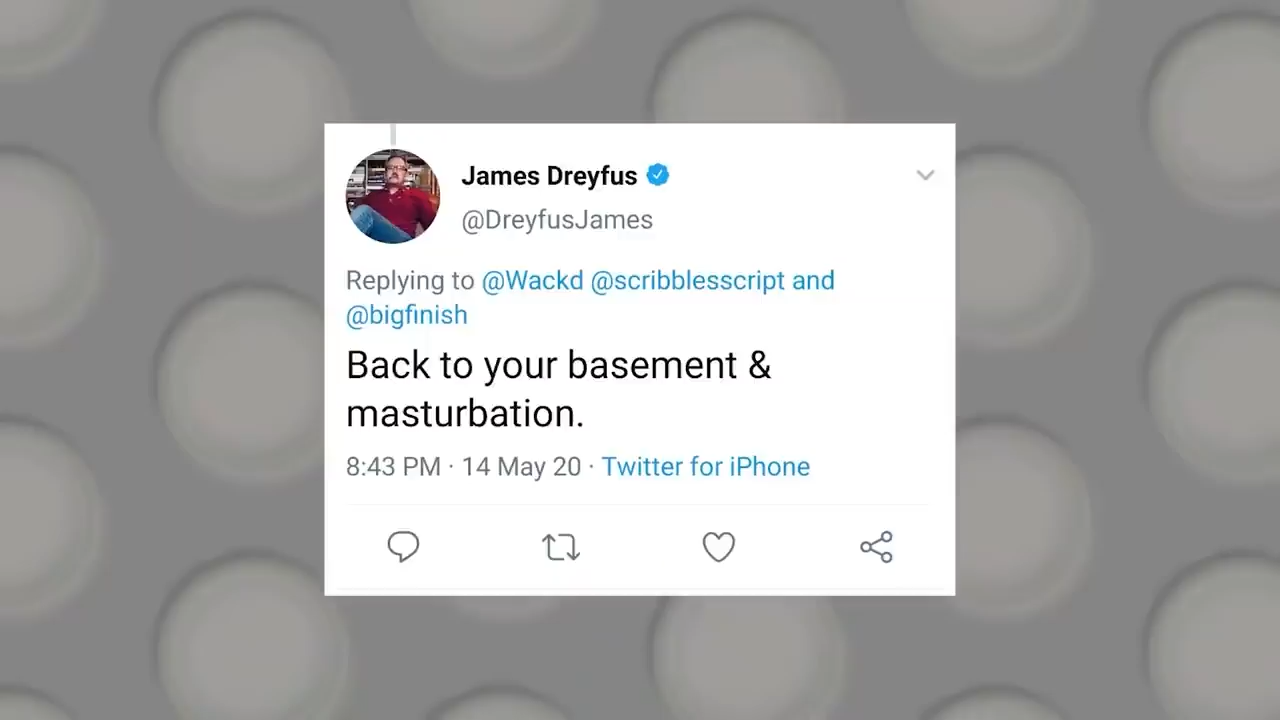 James Dreyfus
@DreyfusJames
Replying to @Wackd @scribblesscript and
@bigfinish
Back to your basement &
masturbation.
8:43 PM · 14 May 20 · Twitter for iPhone